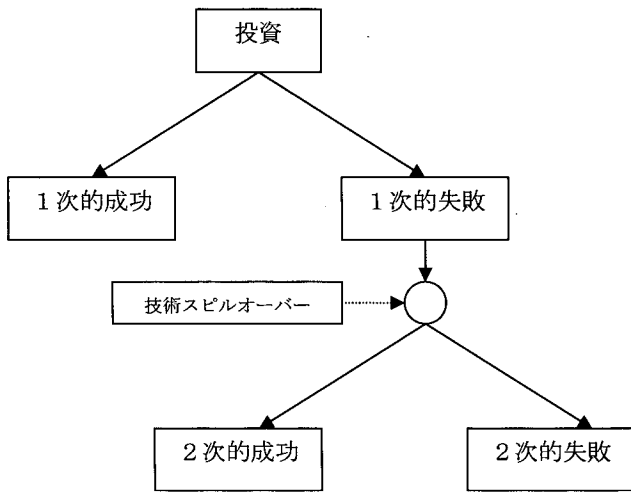 投資
１次的成功
１次的失敗
技術スピルオーバー
２次的成功
２次的失敗